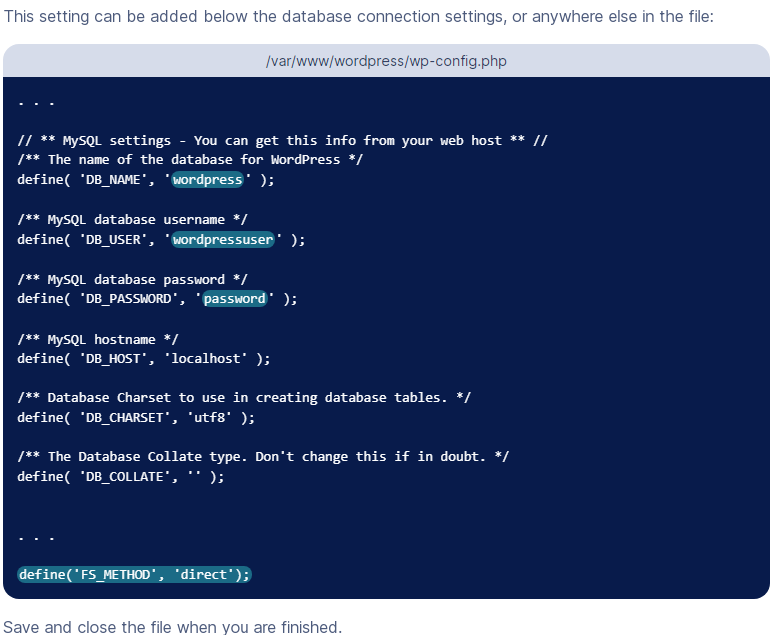 This setting can be added below the database connection settings, or anywhere else in the file:
/var/www/wordpress/wp-config.php
. . .
// ** MySQL settings - You can get this info from your web host ** //
/** The name of the database for WordPress */
define( 'DB_NAME', 'wordpress' );
/** MySQL database username */
define( 'DB_USER', 'wordpressuser' );
/** MySQL database password */
define( 'DB_PASSWORD', 'password' );
/** MySQL hostname */
define( 'DB_HOST', 'localhost' );
/** Database Charset to use in creating database tables. */
define( 'DB_CHARSET', 'utf8' );
/** The Database Collate type. Don't change this if in doubt. */
define( 'DB_COLLATE', '' );
. . .
define('FS_METHOD', 'direct');
Save and close the file when you are finished.